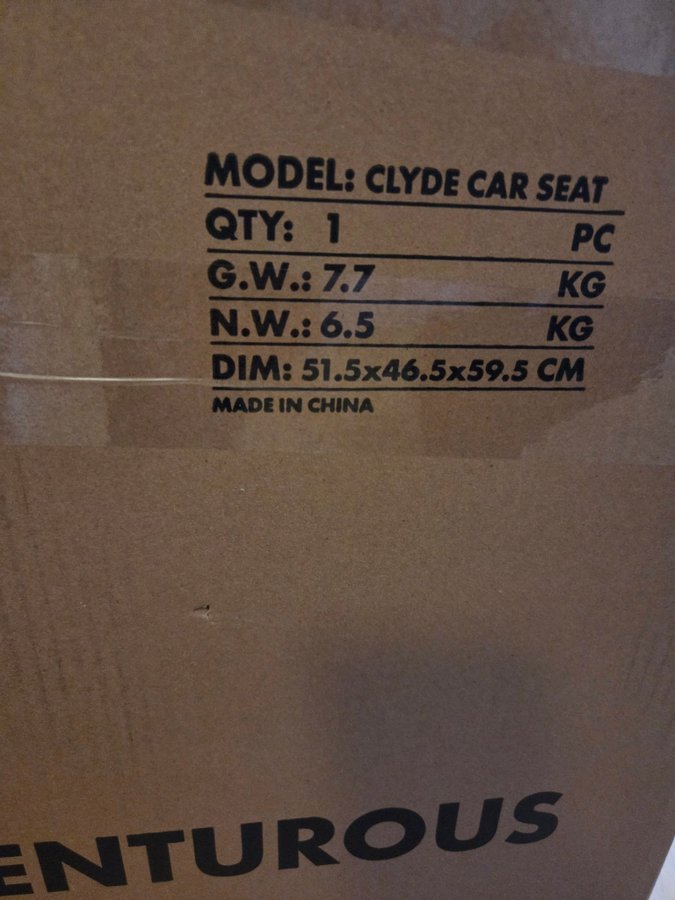 MODEL: CLYDE CAR SEAT
QTY: 1 PC
G.W.: 7.7 KG
N.W.: 6.5 KG
DIM: 51.5x46.5x59.5 CM
MADE IN CHINA
ENTUROUS